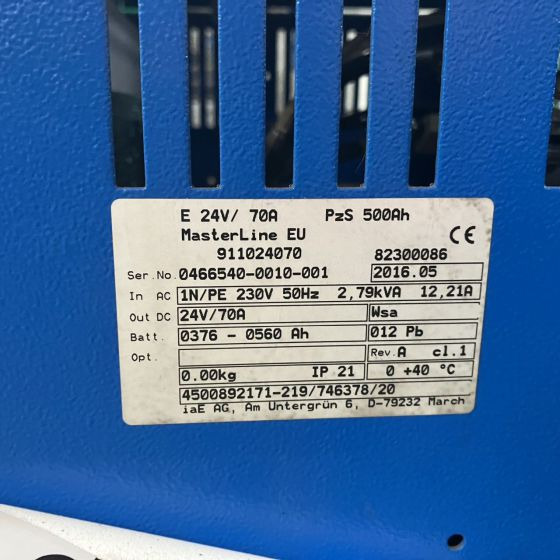 E 24V/ 70A PzS 500Ah
MasterLine EU CE
911024070 82300086
Ser.No. 0466540-0010-001 2016.05
In AC 1N/PE 230V 50Hz 2,79kVA 12,21A
Out DC 24V/70A Wsa
Batt. 0376 - 0560 Ah 012 Pb
Opt. Rev.A cl.1
0.00kg IP 21 0 +40 °C
4500892171-219/746378/20
iaE AG, Am Untergrün 6, D-79232 March